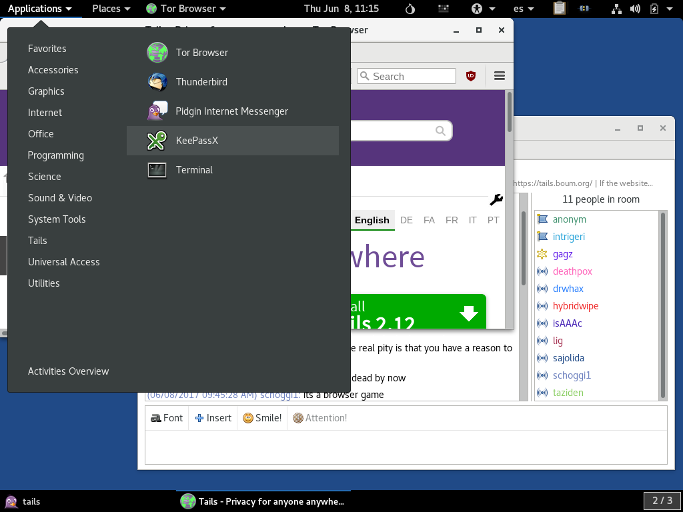 Applications ▾ Places ▾ Tor Browser ▾ Thu Jun 8, 11:15 es ▾
Tor Browser
Search
Favorites
Accessories
Graphics
Internet
Office
Programming
Science
Sound & Video
System Tools
Tails
Universal Access
Utilities
Activities Overview
Tor Browser
Thunderbird
Pidgin Internet Messenger
KeePassX
Terminal
English DE FA FR IT PT
where
all
ails 2.12
https://tails.boum.org/ | If the website...
11 people in room
anonym
intrigeri
gagz
deathpox
drwhax
hybridwipe
isAAAc
lig
sajolida
schoggi1
taziden
e real pity is that you have a reason to
dead by now
(06/08/2017 09:45:28 AM) schoggi1: its a browser game
Font Insert Smile! Attention!
tails
Tails - Privacy for anyone anywhe...
2 / 3